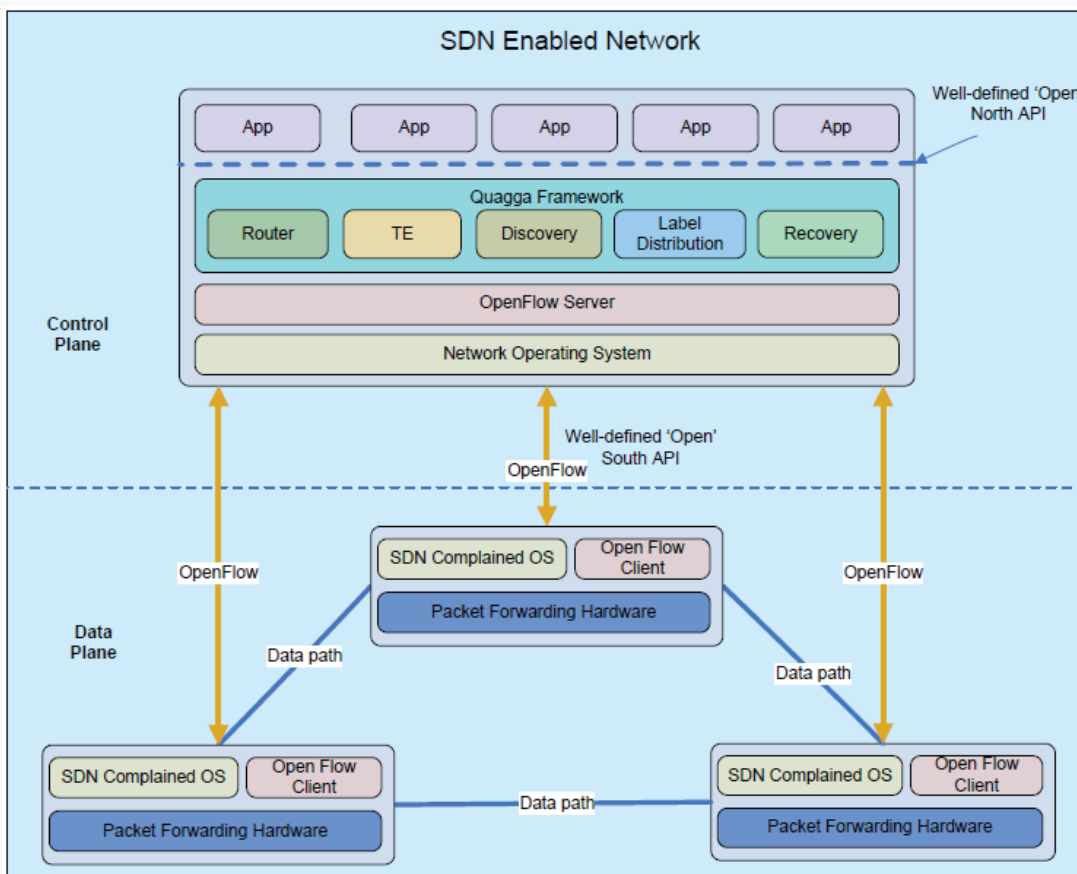 SDN Enabled Network
Well-defined 'Open
North API
App
App
App
App
App
Quagga Framework
Router
TE
Discovery
Label
Distribution
Recovery
OpenFlow Server
Control
Plane
Network Operating System
Well-defined 'Open'
South API
OpenFlow
OpenFlow
OpenFlow
SDN Complained OS
Open Flow
Client
Packet Forwarding Hardware
Data
Plane
Data path
Data path
SDN Complained OS
Open Flow
Client
Packet Forwarding Hardware
Data path
SDN Complained OS
Open Flow
Client
Packet Forwarding Hardware